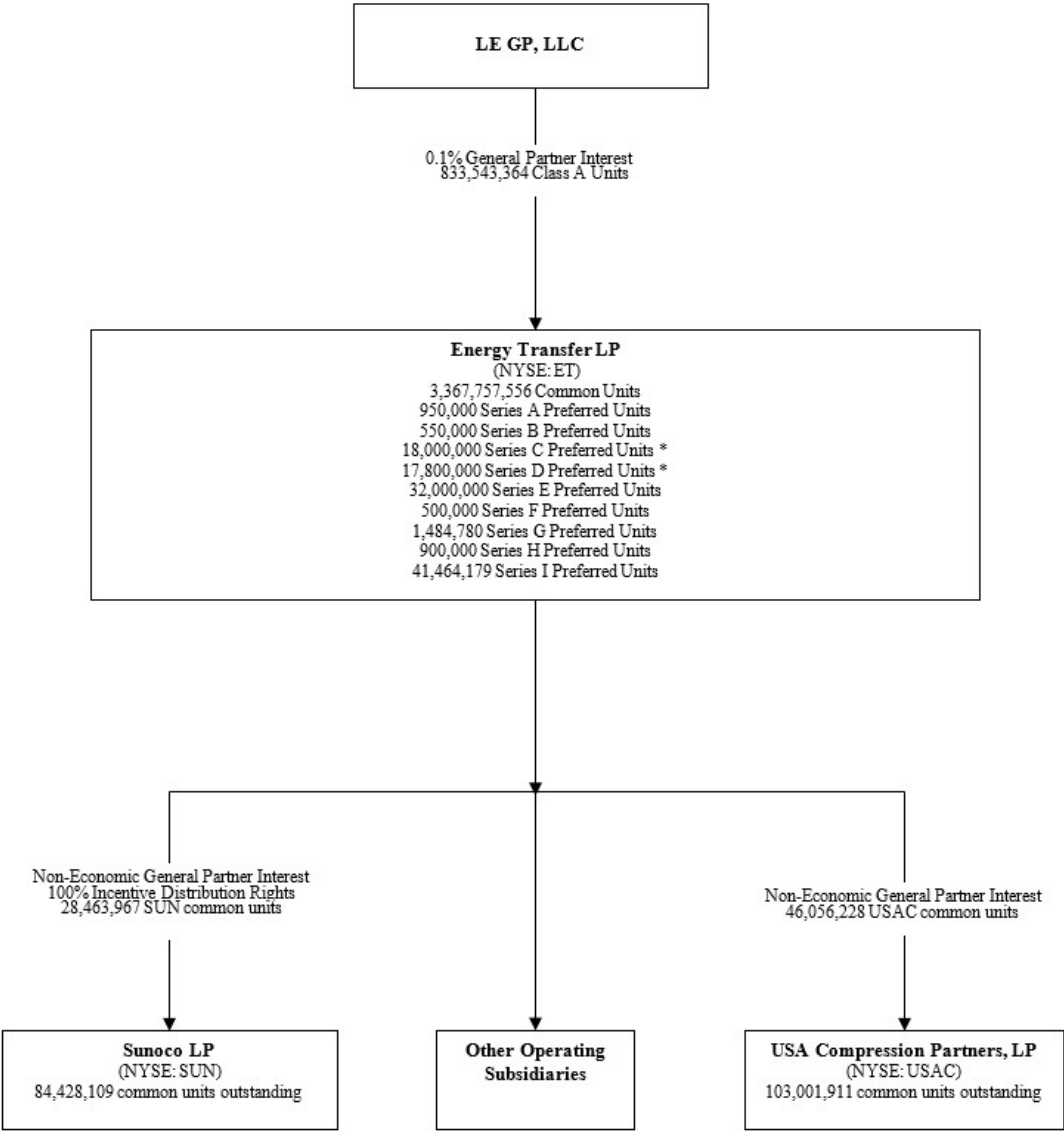 LE GP, LLC
0.1% General Partner Interest
833,543,364 Class A Units
Energy Transfer LP
(NYSE: ET)
3,367,757,556 Common Units
950,000 Series A Preferred Units
550,000 Series B Preferred Units
18,000,000 Series C Preferred Units *
17,800,000 Series D Preferred Units *
32,000,000 Series E Preferred Units
500,000 Series F Preferred Units
1,484,780 Series G Preferred Units
900,000 Series H Preferred Units
41,464,179 Series I Preferred Units
Non-Economic General Partner Interest
100% Incentive Distribution Rights
28,463,967 SUN common units
Non-Economic General Partner Interest
46,056,228 USAC common units
Sunoco LP
(NYSE: SUN)
84,428,109 common units outstanding
Other Operating
Subsidiaries
USA Compression Partners, LP
(NYSE: USAC)
103,001,911 common units outstanding